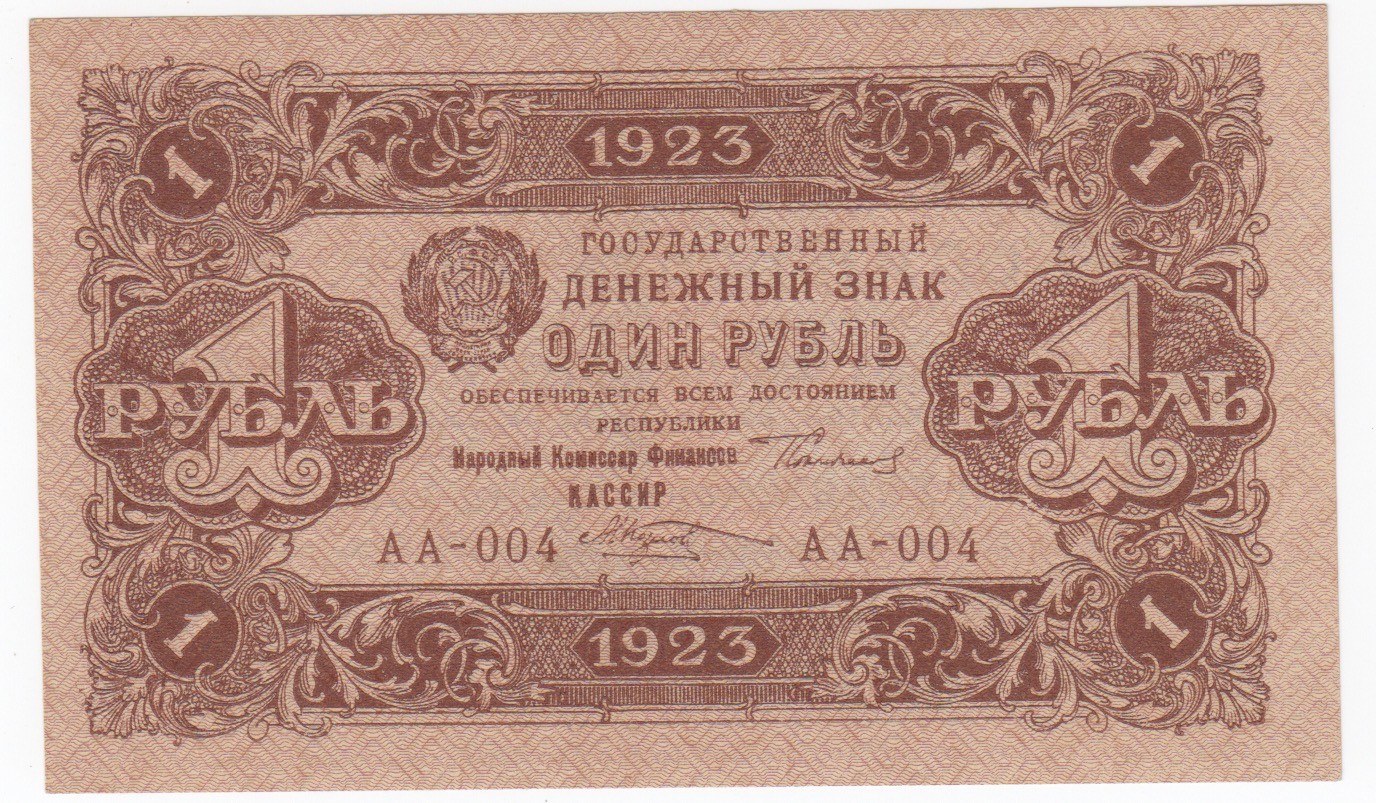 1923
1 1
ГОСУДАРСТВЕННЫЙ
ДЕНЕЖНЫЙ ЗНАК
ОДИН РУБЛЬ
1 РУБЛЬ
1 РУБЛЬ
ОБЕСПЕЧИВАЕТСЯ ВСЕМ ДОСТОЯНИЕМ
РЕСПУБЛИКИ
Народный Комиссар Финансов
КАССИР
АА-004 АА-004
1 1
1923